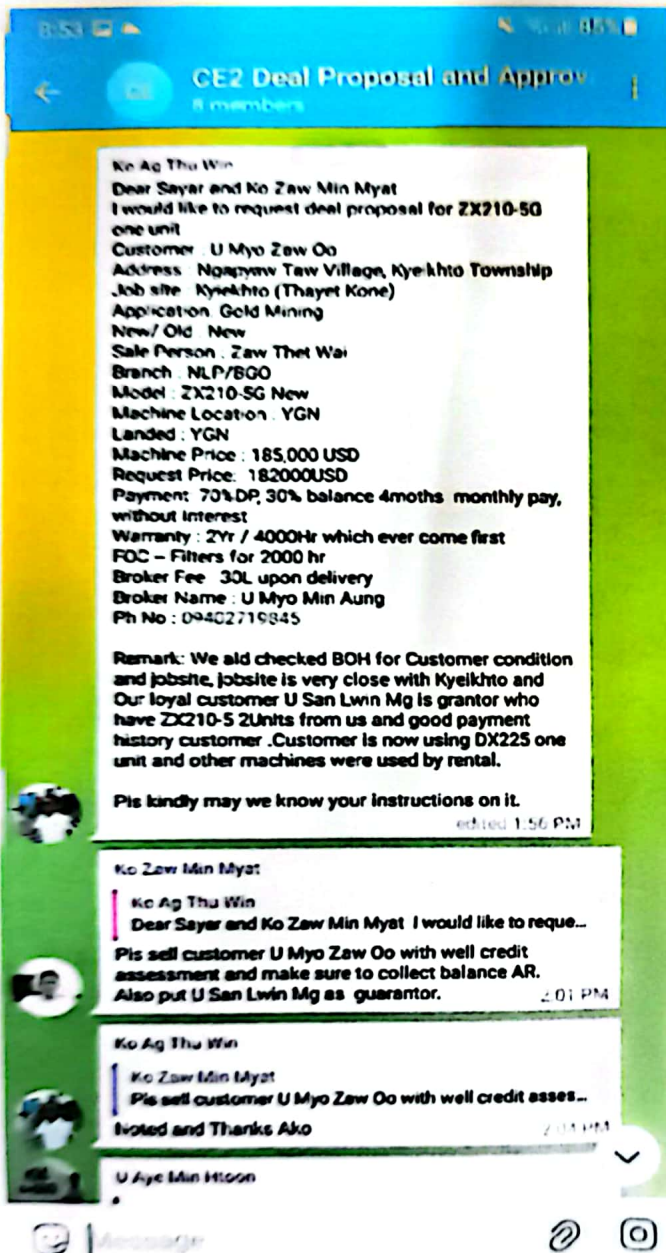 8:53
85%
CE2 Deal Proposal and Approv
8 members
Ko Ag Thu Win
Dear Sayar and Ko Zaw Min Myat
I would like to request deal proposal for ZX210-5G
one unit
Customer : U Myo Zaw Oo
Address : Ngapyaw Taw Village, Kyeikhto Township
Job site : Kyiekhto (Thayet Kone)
Application: Gold Mining
New/ Old : New
Sale Person : Zaw Thet Wai
Branch : NLP/BGO
Model : ZX210-5G New
Machine Location : YGN
Landed : YGN
Machine Price : 185,000 USD
Request Price: 182000USD
Payment 70%DP, 30% balance 4moths monthly pay,
without interest
Warranty : 2Yr / 4000Hr which ever come first
FOC – Filters for 2000 hr
Broker Fee 30L upon delivery
Broker Name : U Myo Min Aung
Ph No : 09402719845
Remark: We ald checked BOH for Customer condition
and jobsite, jobsite is very close with Kyeikhto and
Our loyal customer U San Lwin Mg is grantor who
have ZX210-5 2Units from us and good payment
history customer .Customer is now using DX225 one
unit and other machines were used by rental.
Pls kindly may we know your instructions on it.
edited 1:56 PM
Ko Zaw Min Myat
Ko Ag Thu Win
Dear Sayar and Ko Zaw Min Myat I would like to reque...
Pls sell customer U Myo Zaw Oo with well credit
assessment and make sure to collect balance AR.
Also put U San Lwin Mg as guarantor.
2:01 PM
Ko Ag Thu Win
Ko Zaw Min Myat
Pls sell customer U Myo Zaw Oo with well credit asses...
Noted and Thanks Ako
2:04 PM
U Aye Min Htoon
Message